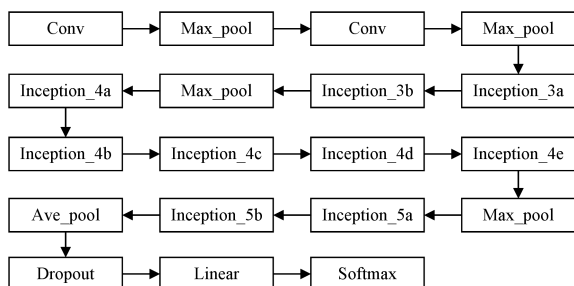 Conv Max_pool Conv Max_pool
Inception_4a Max_pool Inception_3b Inception_3a
Inception_4b Inception_4c Inception_4d Inception_4e
Ave_pool Inception_5b Inception_5a Max_pool
Dropout Linear Softmax